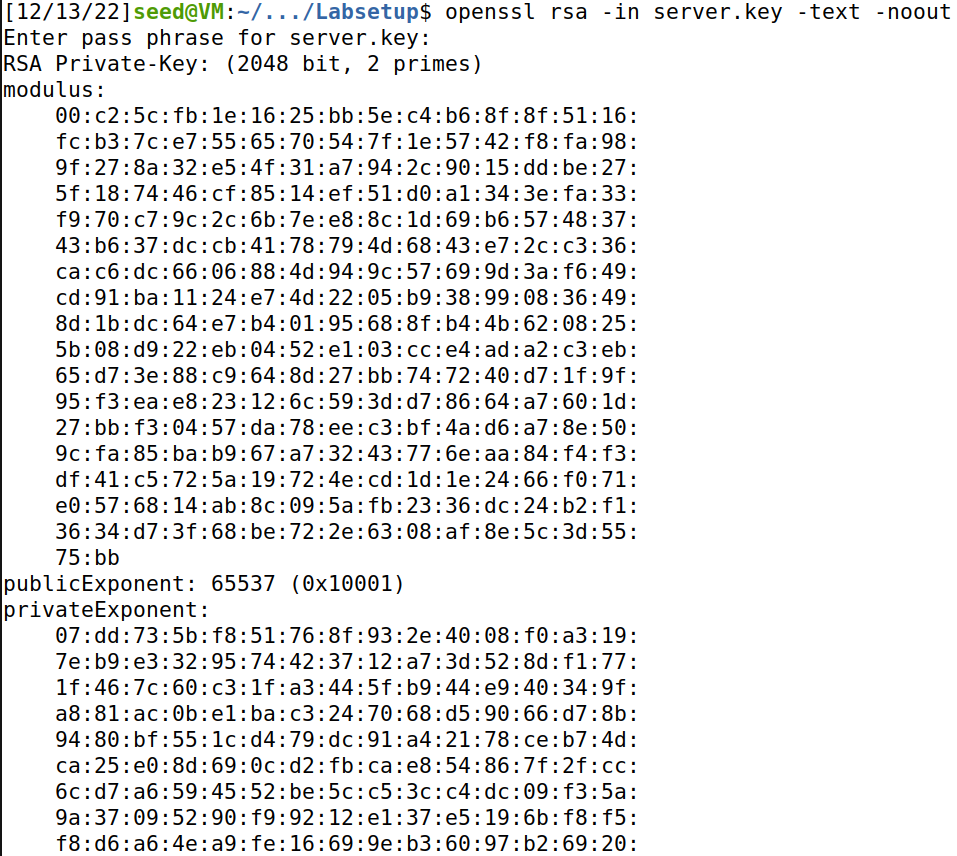 [12/13/22]seed@VM:~/.../Labsetup$ openssl rsa -in server.key -text -noout
Enter pass phrase for server.key:
RSA Private-Key: (2048 bit, 2 primes)
modulus:
    00:c2:5c:fb:1e:16:25:bb:5e:c4:b6:8f:8f:51:16:
    fc:b3:7c:e7:55:65:70:54:7f:1e:57:42:f8:fa:98:
    9f:27:8a:32:e5:4f:31:a7:94:2c:90:15:dd:be:27:
    5f:18:74:46:cf:85:14:ef:51:d0:a1:34:3e:fa:33:
    f9:70:c7:9c:2c:6b:7e:e8:8c:1d:69:b6:57:48:37:
    43:b6:37:dc:cb:41:78:79:4d:68:43:e7:2c:c3:36:
    ca:c6:dc:66:06:88:4d:94:9c:57:69:9d:3a:f6:49:
    cd:91:ba:11:24:e7:4d:22:05:b9:38:99:08:36:49:
    8d:1b:dc:64:e7:b4:01:95:68:8f:b4:4b:62:08:25:
    5b:08:d9:22:eb:04:52:e1:03:cc:e4:ad:a2:c3:eb:
    65:d7:3e:88:c9:64:8d:27:bb:74:72:40:d7:1f:9f:
    95:f3:ea:e8:23:12:6c:59:3d:d7:86:64:a7:60:1d:
    27:bb:f3:04:57:da:78:ee:c3:bf:4a:d6:a7:8e:50:
    9c:fa:85:ba:b9:67:a7:32:43:77:6e:aa:84:f4:f3:
    df:41:c5:72:5a:19:72:4e:cd:1d:1e:24:66:f0:71:
    e0:57:68:14:ab:8c:09:5a:fb:23:36:dc:24:b2:f1:
    36:34:d7:3f:68:be:72:2e:63:08:af:8e:5c:3d:55:
    75:bb
publicExponent: 65537 (0x10001)
privateExponent:
    07:dd:73:5b:f8:51:76:8f:93:2e:40:08:f0:a3:19:
    7e:b9:e3:32:95:74:42:37:12:a7:3d:52:8d:f1:77:
    1f:46:7c:60:c3:1f:a3:44:5f:b9:44:e9:40:34:9f:
    a8:81:ac:0b:e1:ba:c3:24:70:68:d5:90:66:d7:8b:
    94:80:bf:55:1c:d4:79:dc:91:a4:21:78:ce:b7:4d:
    ca:25:e0:8d:69:0c:d2:fb:ca:e8:54:86:7f:2f:cc:
    6c:d7:a6:59:45:52:be:5c:c5:3c:c4:dc:09:f3:5a:
    9a:37:09:52:90:f9:92:12:e1:37:e5:19:6b:f8:f5:
    f8:d6:a6:4e:a9:fe:16:69:9e:b3:60:97:b2:69:20: